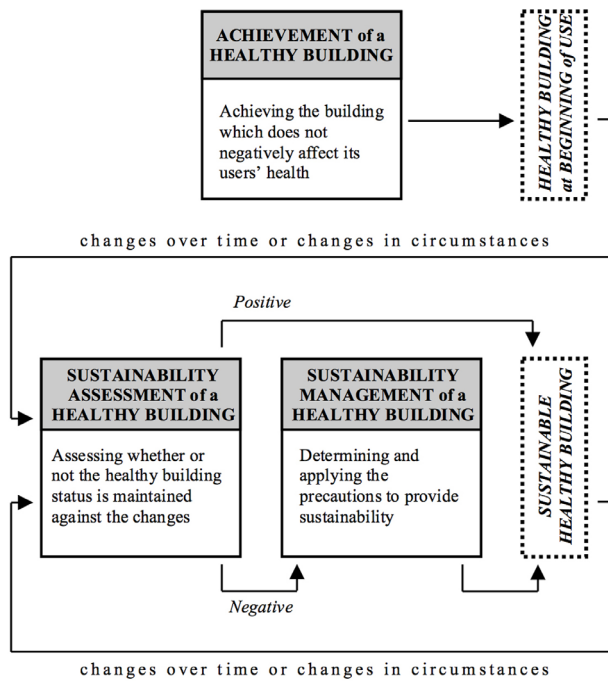 ACHIEVEMENT of a
HEALTHY BUILDING
Achieving the building
which does not
negatively affect its
users' health
HEALTHY BUILDING
at BEGINNING of USE
changes over time or changes in circumstances
Positive
SUSTAINABILITY
ASSESSMENT of a
HEALTHY BUILDING
Assessing whether or
not the healthy building
status is maintained
against the changes
SUSTAINABILITY
MANAGEMENT of a
HEALTHY BUILDING
Determining and
applying the
precautions to provide
sustainability
SUSTAINABLE
HEALTHY BUILDING
Negative
changes over time or changes in circumstances